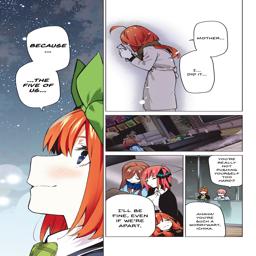 MOTHER...
I...
DID IT...
YOU'RE
REALLY
NOT
PUSHING
YOURSELF
TOO
HARD?
AHAHA!
YOU'RE SUCH
A WORRYWART,
ICHIKA.
I'LL BE
FINE, EVEN
IF WE'RE
APART.
BECAUSE
...
...THE
FIVE OF
US...